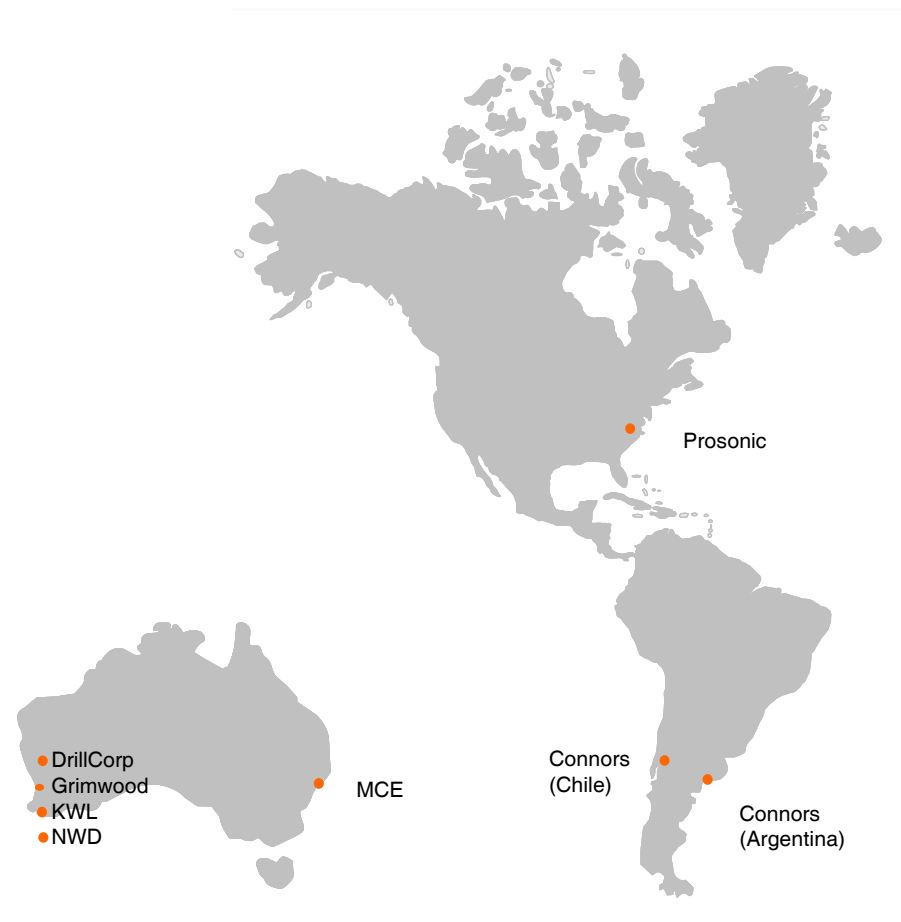 Prosonic
DrillCorp
Grimwood
KWL
NWD
MCE
Connors
(Chile)
Connors
(Argentina)